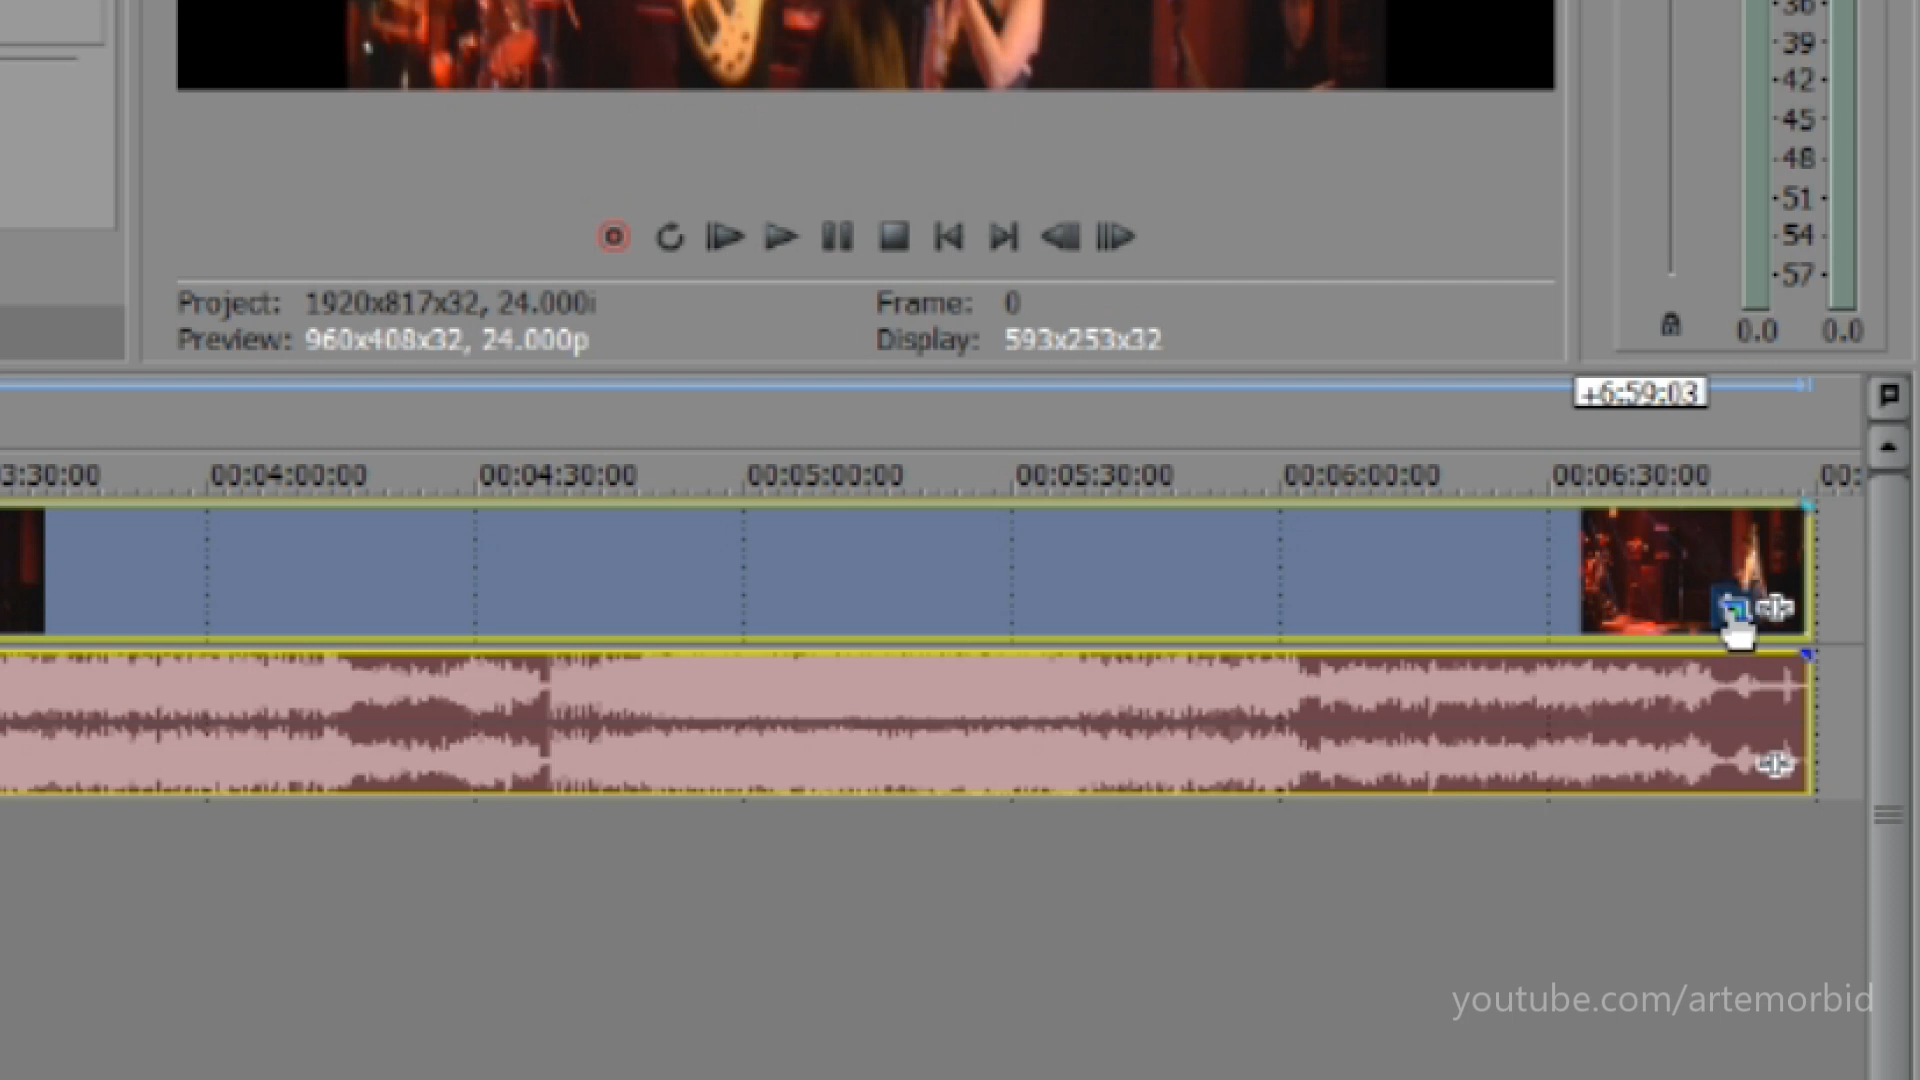 36
39
42
45
48
51
54
57
0.0 0.0
Project: 1920x817x32, 24.000i Frame: 0
Preview: 960x408x32, 24.000p Display: 593x253x32
+6:59:03
3:30:00 00:04:00:00 00:04:30:00 00:05:00:00 00:05:30:00 00:06:00:00 00:06:30:00 00:
youtube.com/artemorbid